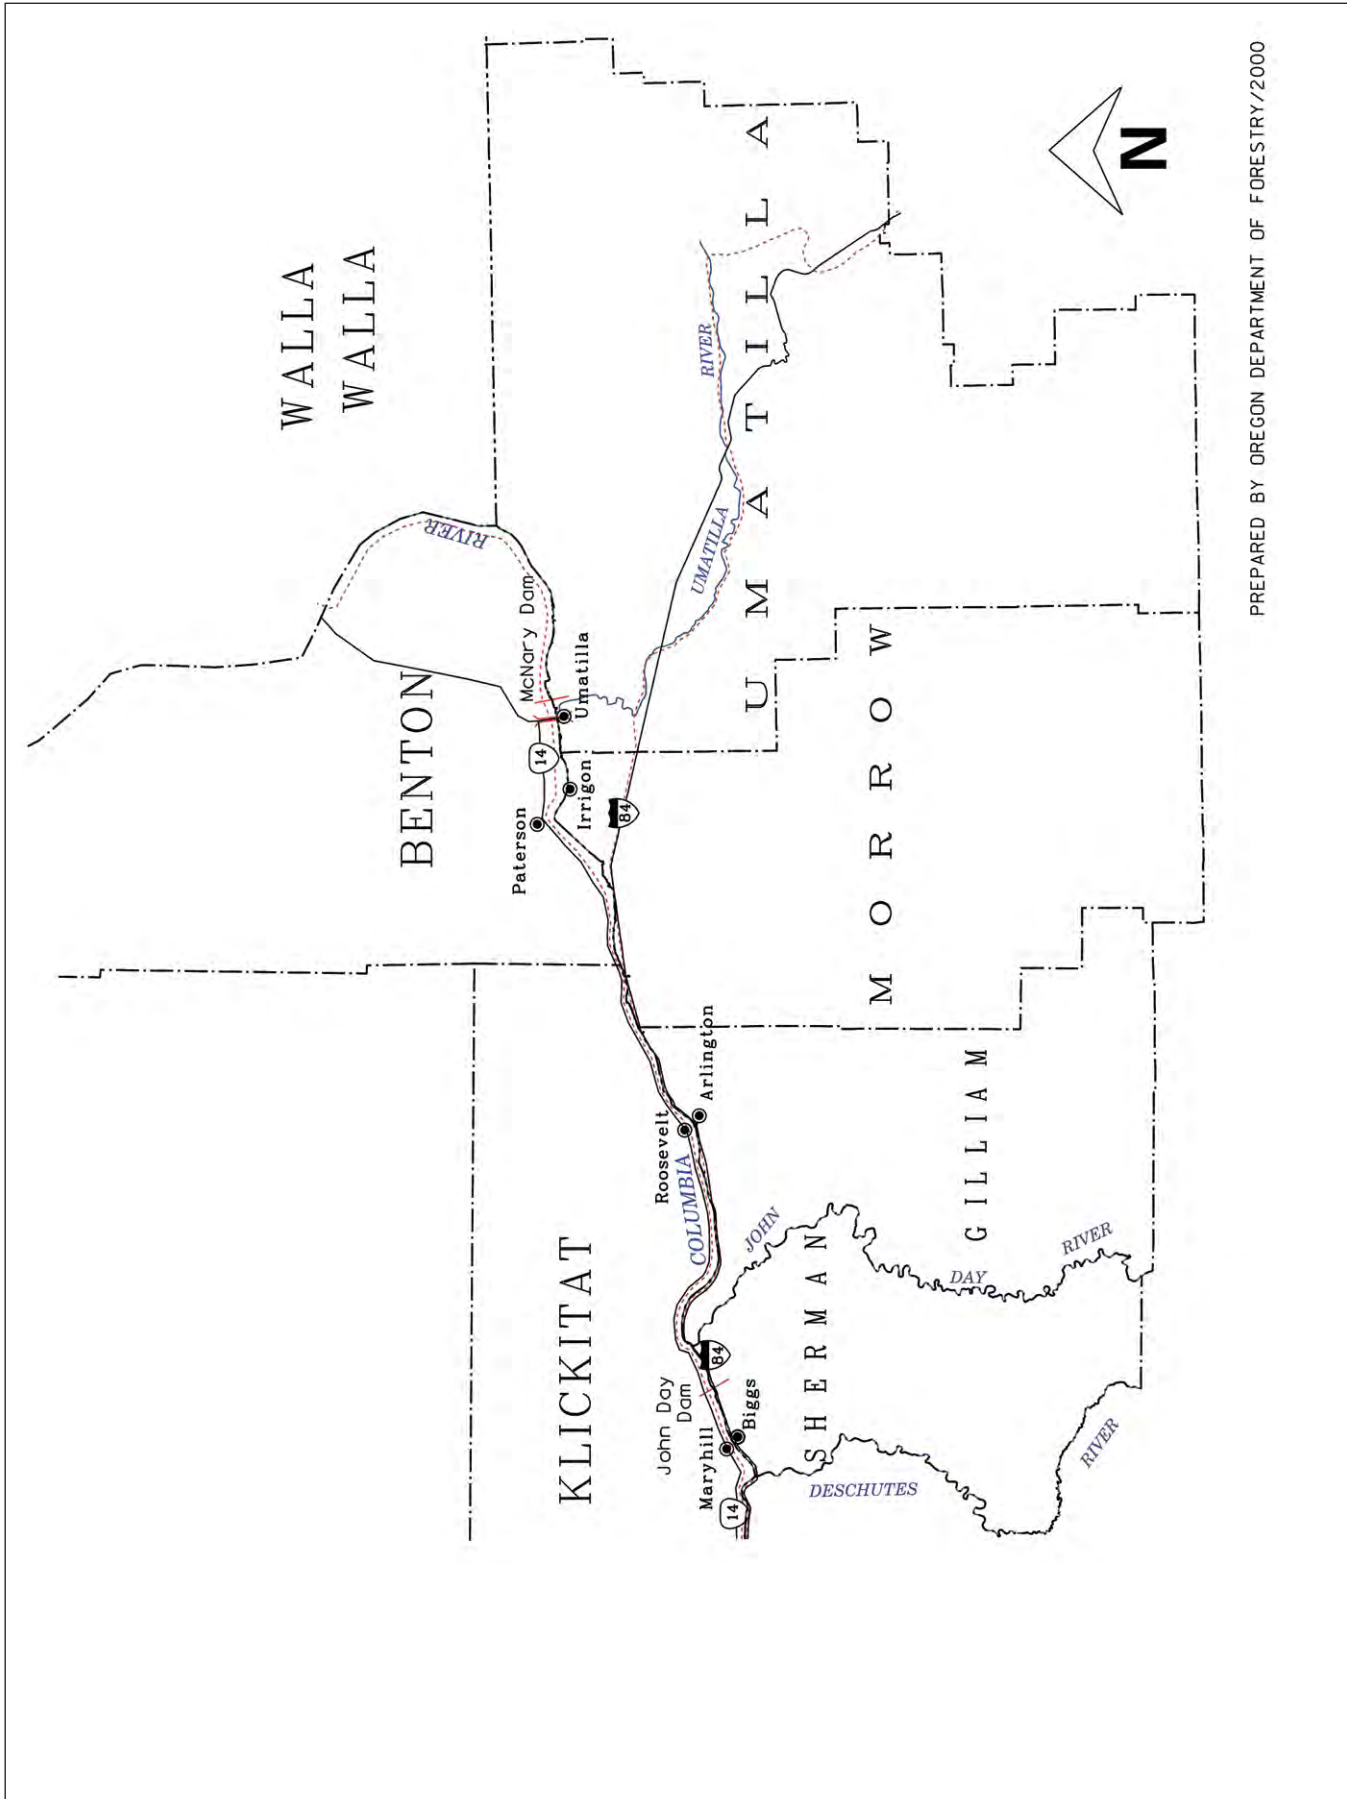 WALLA
WALLA
BENTON
KLICKITAT
RIVER
McNary Dam
Umatilla
14
Irrigon
Paterson
84
RIVER
UMATILLA
UMATILLA
MORROW
Arlington
Roosevelt
COLUMBIA
JOHN
DAY
RIVER
GILLIAM
SHERMAN
84
John Day
Dam
Biggs
Maryhill
14
DESCHUTES
RIVER
N
PREPARED BY OREGON DEPARTMENT OF FORESTRY/2000